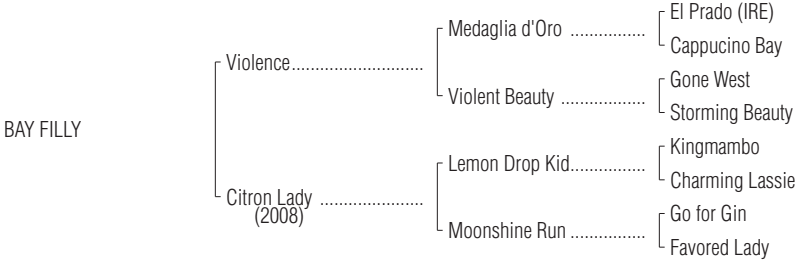 El Prado (IRE)
Medaglia d'Oro ................
Cappucino Bay
Violence............................
Gone West
Violent Beauty ..................
Storming Beauty
BAY FILLY
Kingmambo
Lemon Drop Kid................
Charming Lassie
Citron Lady ......................
(2008)
Go for Gin
Moonshine Run ................
Favored Lady